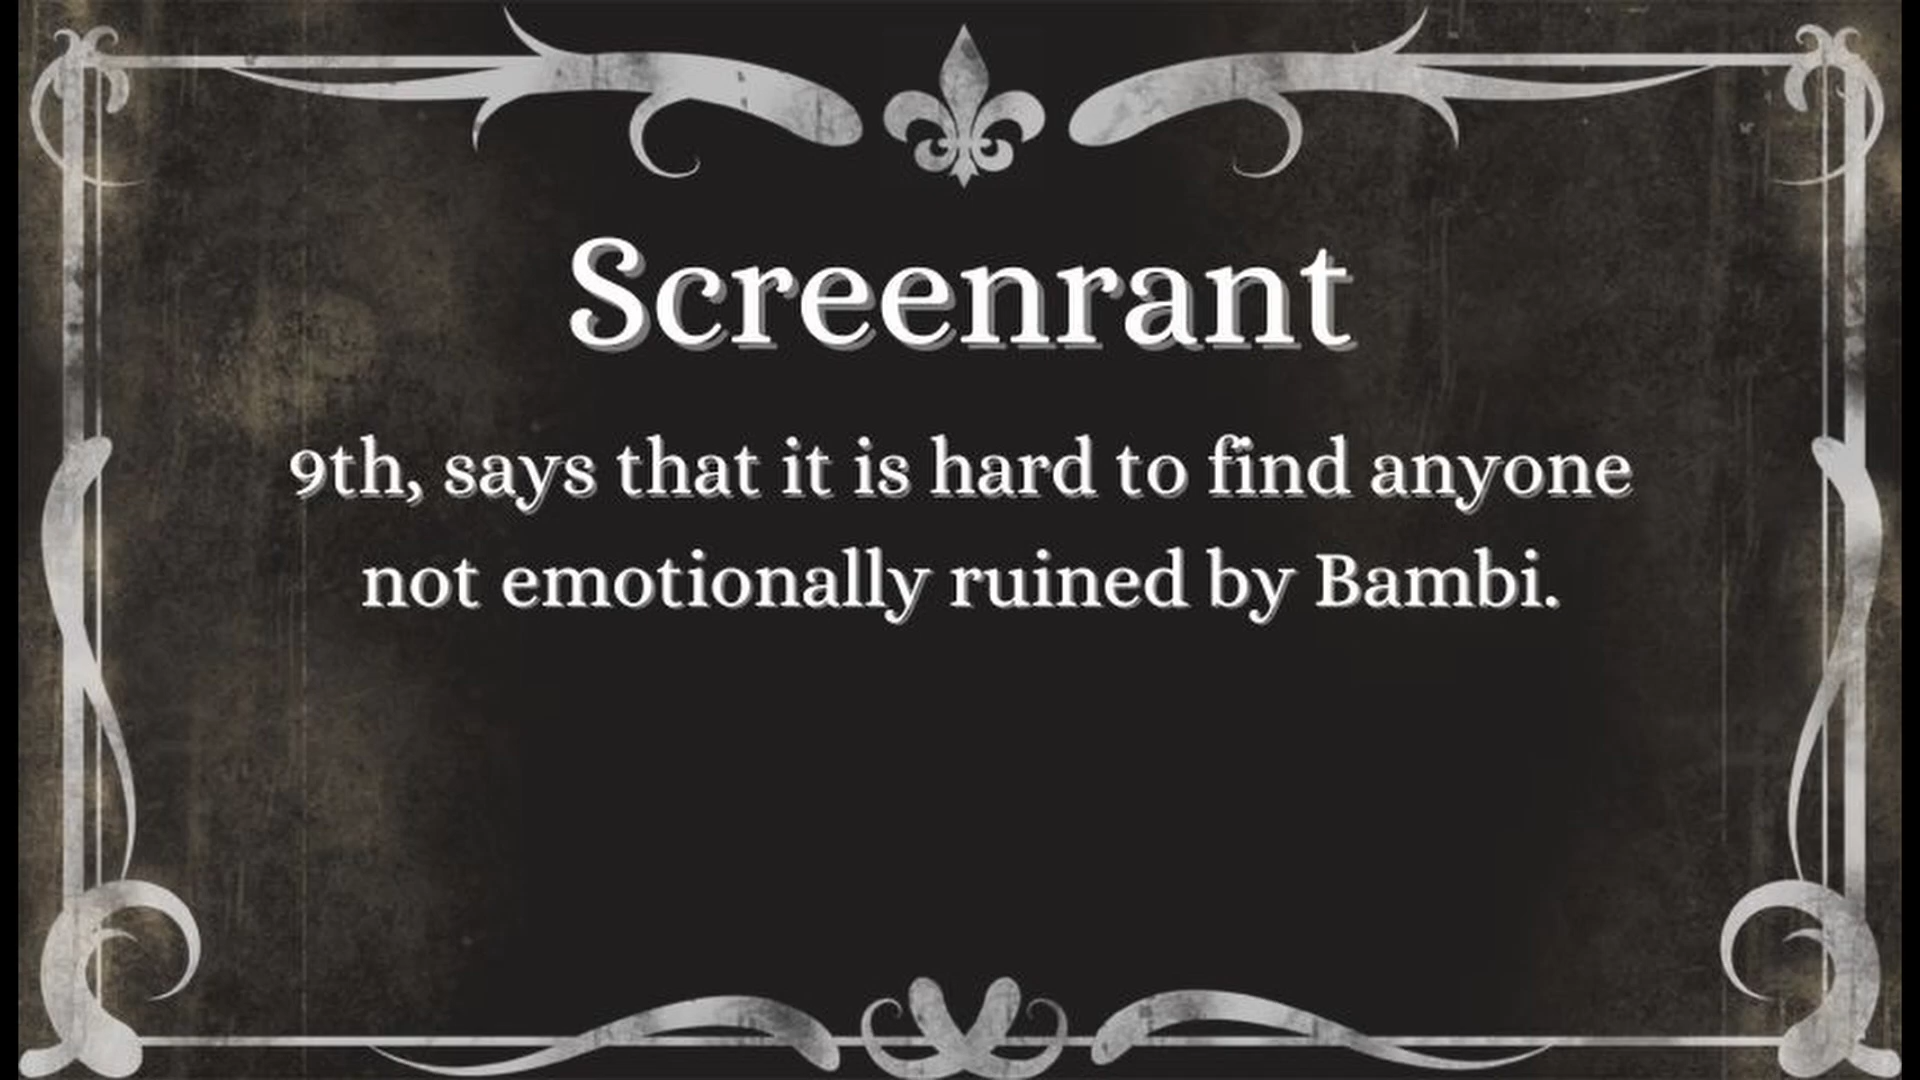 Screenrant
9th, says that it is hard to find anyone
not emotionally ruined by Bambi.